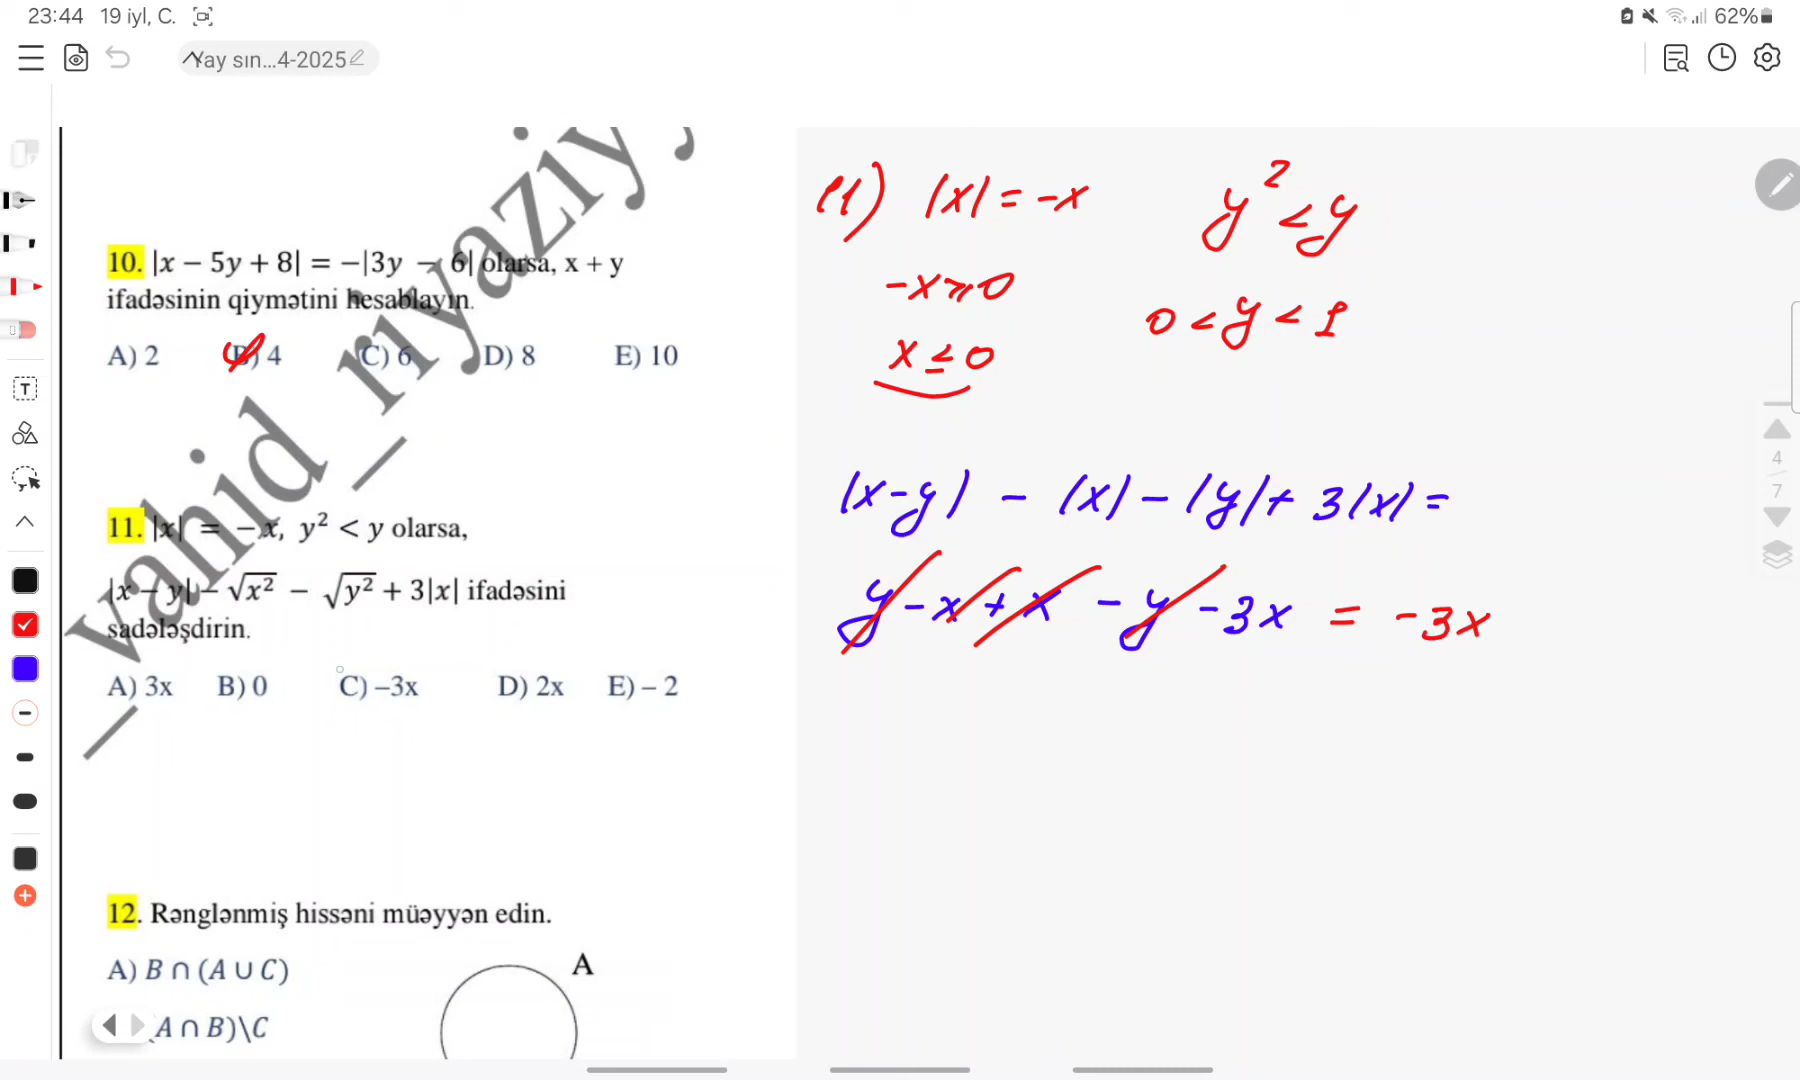 23:44 19 iyl, C. 62%
Yay sın...4-2025
_vahid_riyaziy
10. |x − 5y + 8| = −|3y − 6| olarsa, x + y
ifadəsinin qiymətini hesablayın.
A) 2 B) 4 C) 6 D) 8 E) 10
11. |x| = −x, y² < y olarsa,
|x − y| − √x² − √y² + 3|x| ifadəsini
sadələşdirin.
A) 3x B) 0 C) −3x D) 2x E) − 2
12. Rənglənmiş hissəni müəyyən edin.
A) B ∩ (A ∪ C)
A ∩ B)\C
A
11) |x| = -x y² < y
-x ≥ 0 0 < y < 1
x ≤ 0
|x-y| - |x| - |y| + 3|x| =
y - x + x - y - 3x = -3x
4
7
T